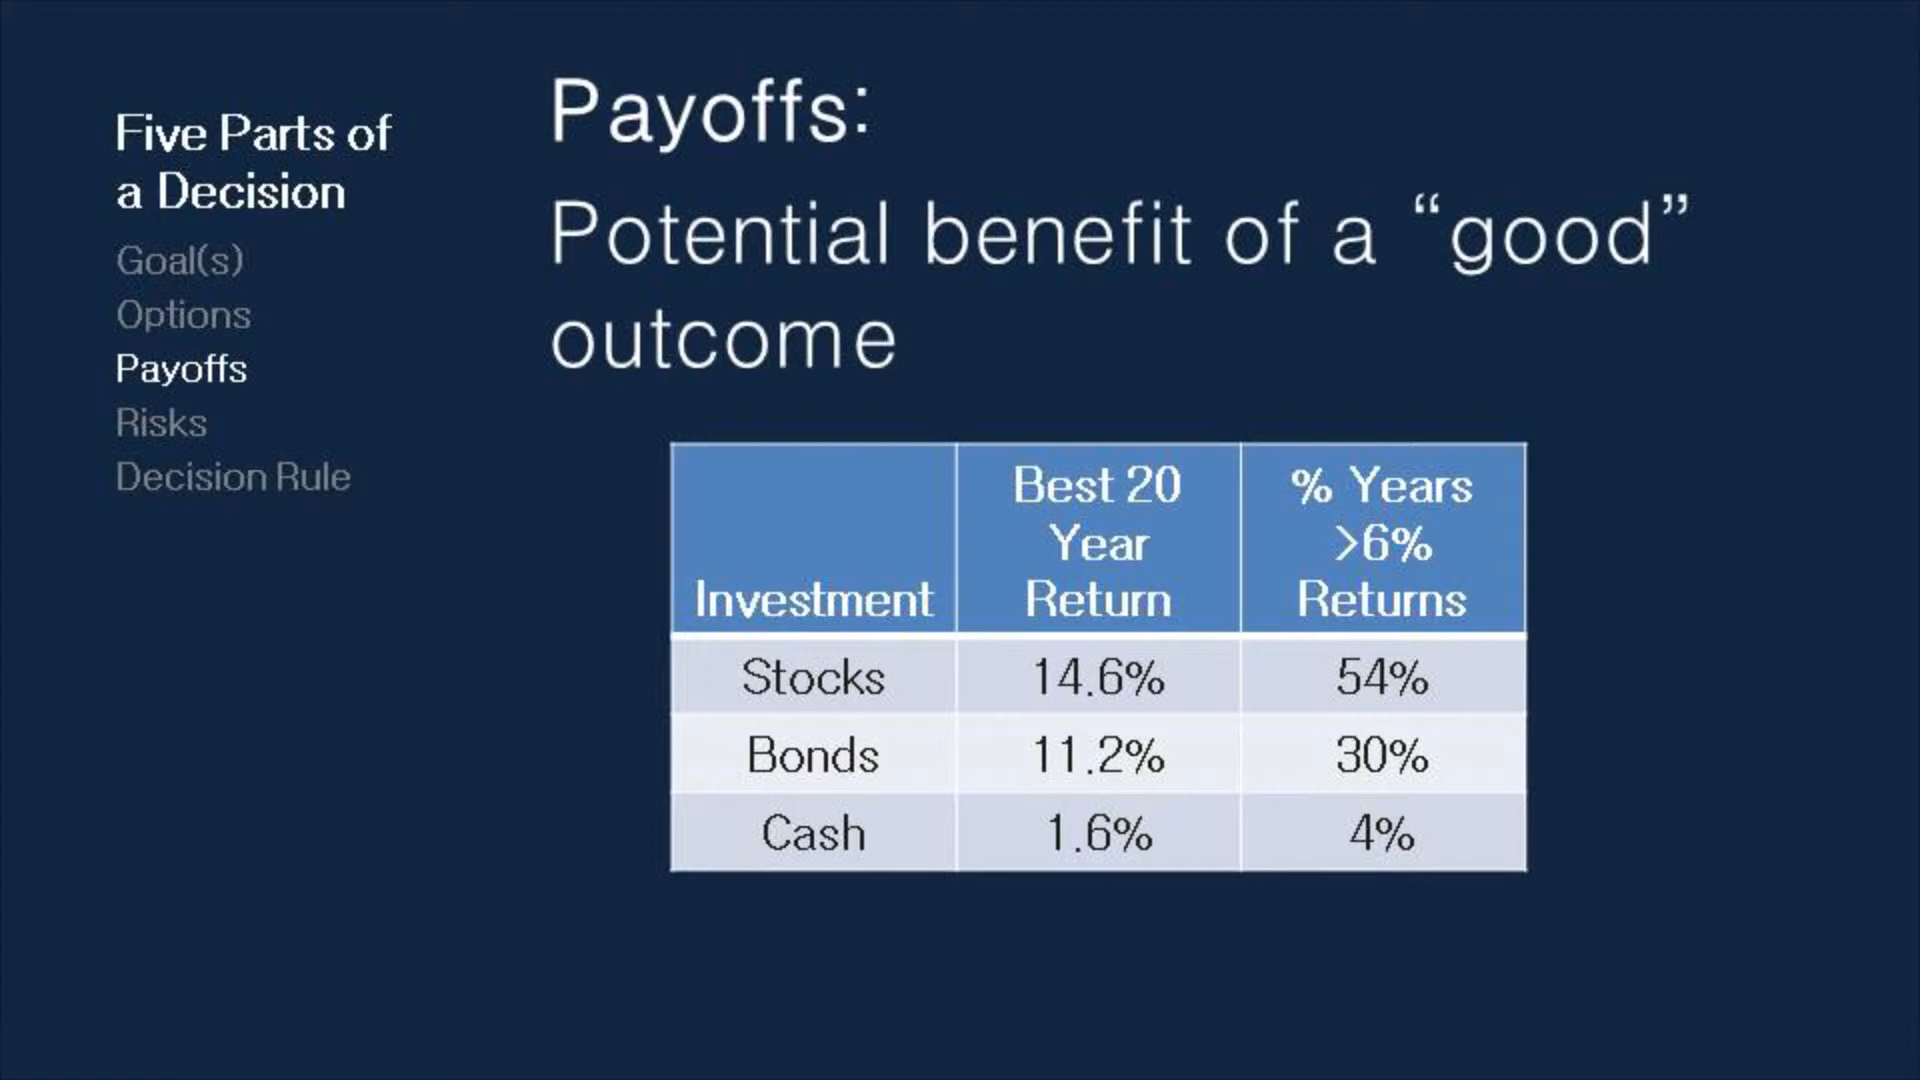 Five Parts of
a Decision
Goal(s)
Options
Payoffs
Risks
Decision Rule
Payoffs:
Potential benefit of a “good”
outcome
Investment
Best 20
Year
Return
% Years
>6%
Returns
Stocks 14.6% 54%
Bonds 11.2% 30%
Cash 1.6% 4%